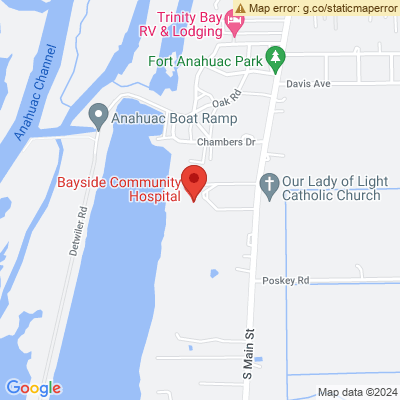 Map error: g.co/staticmaperror
Trinity Bay
RV & Lodging
Fort Anahuac Park
Davis Ave
Oak Rd
Anahuac Channel
Anahuac Boat Ramp
Chambers Dr
Bayside Community
Hospital
Our Lady of Light
Catholic Church
Detwiler Rd
Poskey Rd
S Main St
Google
Map data ©2024